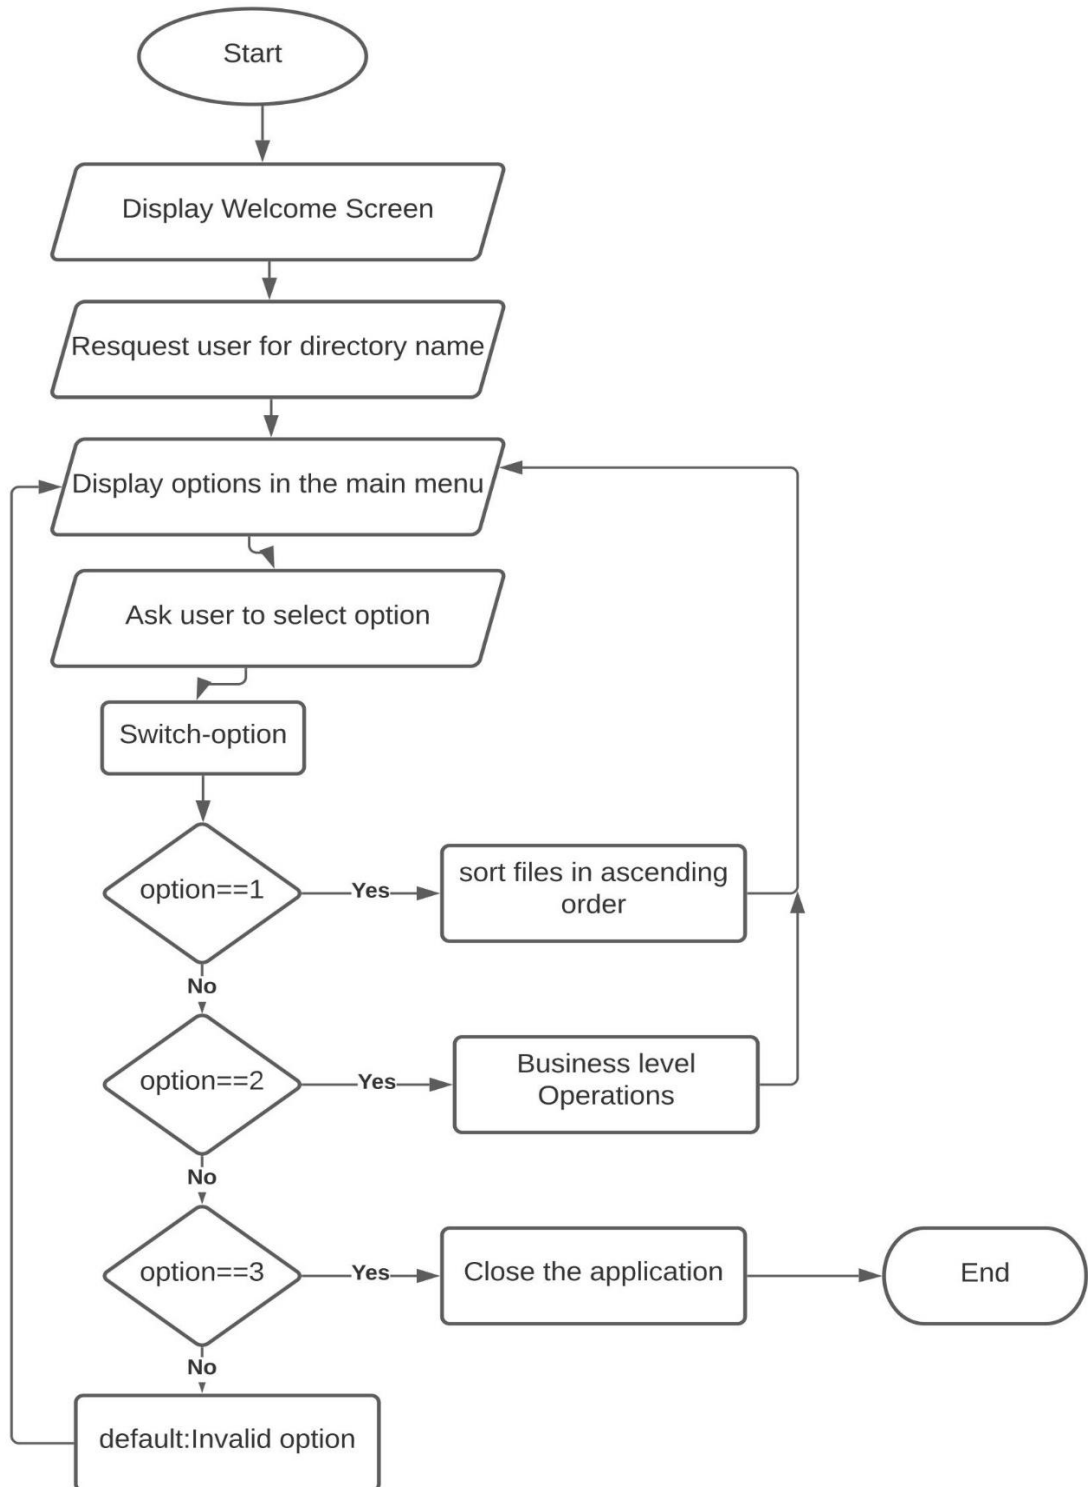 Start
Display Welcome Screen
Resquest user for directory name
Display options in the main menu
Ask user to select option
Switch-option
option==1
Yes
sort files in ascending
order
No
option==2
Yes
Business level
Operations
No
option==3
Yes
Close the application
End
No
default:Invalid option